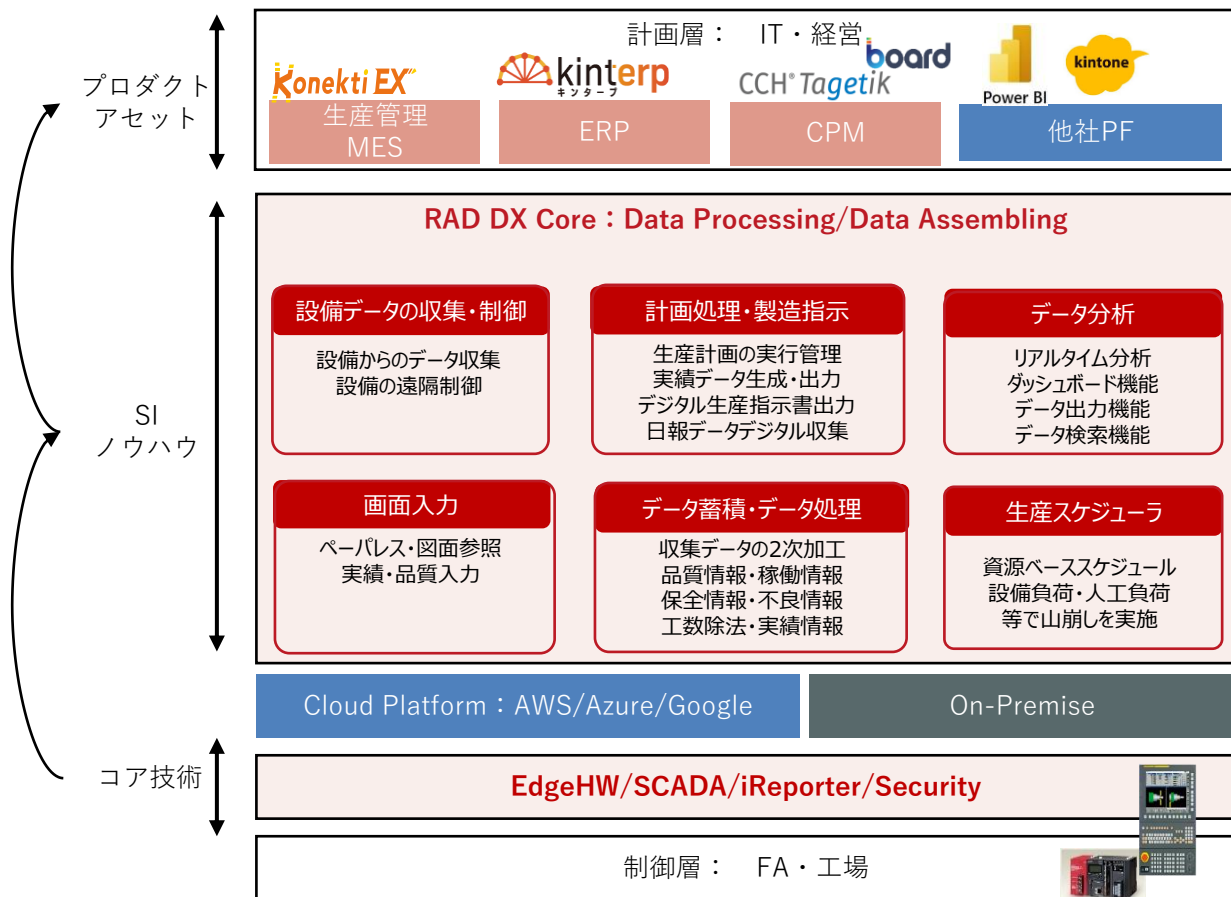 計画層： IT・経営
プロダクト
アセット
Konekti EX
kinterp
キンタープ
board
CCH® Tagetik
Power BI
kintone
生産管理
MES
ERP
CPM
他社PF
RAD DX Core：Data Processing/Data Assembling
設備データの収集・制御
設備からのデータ収集
設備の遠隔制御
計画処理・製造指示
生産計画の実行管理
実績データ生成・出力
デジタル生産指示書出力
日報データデジタル収集
データ分析
リアルタイム分析
ダッシュボード機能
データ出力機能
データ検索機能
SI
ノウハウ
画面入力
ペーパレス・図面参照
実績・品質入力
データ蓄積・データ処理
収集データの2次加工
品質情報・稼働情報
保全情報・不良情報
工数除法・実績情報
生産スケジューラ
資源ベーススケジュール
設備負荷・人工負荷
等で山崩しを実施
Cloud Platform：AWS/Azure/Google
On-Premise
コア技術
EdgeHW/SCADA/iReporter/Security
制御層： FA・工場